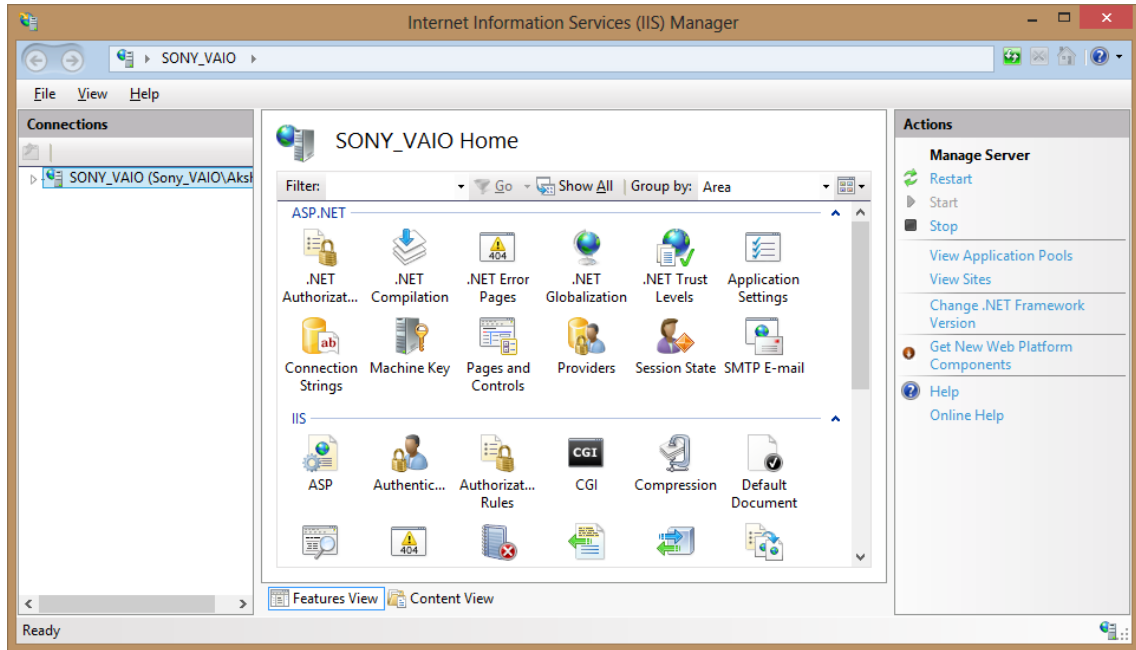 Internet Information Services (IIS) Manager
SONY_VAIO
File View Help
Connections
SONY_VAIO (Sony_VAIO\Aksh
SONY_VAIO Home
Filter: Go Show All Group by: Area
ASP.NET
.NET Authorizat...
.NET Compilation
.NET Error Pages
.NET Globalization
.NET Trust Levels
Application Settings
Connection Strings
Machine Key
Pages and Controls
Providers
Session State
SMTP E-mail
IIS
ASP
Authentic...
Authorizat... Rules
CGI
CGI
Compression
Default Document
Features View Content View
Actions
Manage Server
Restart
Start
Stop
View Application Pools
View Sites
Change .NET Framework
Version
Get New Web Platform
Components
Help
Online Help
Ready